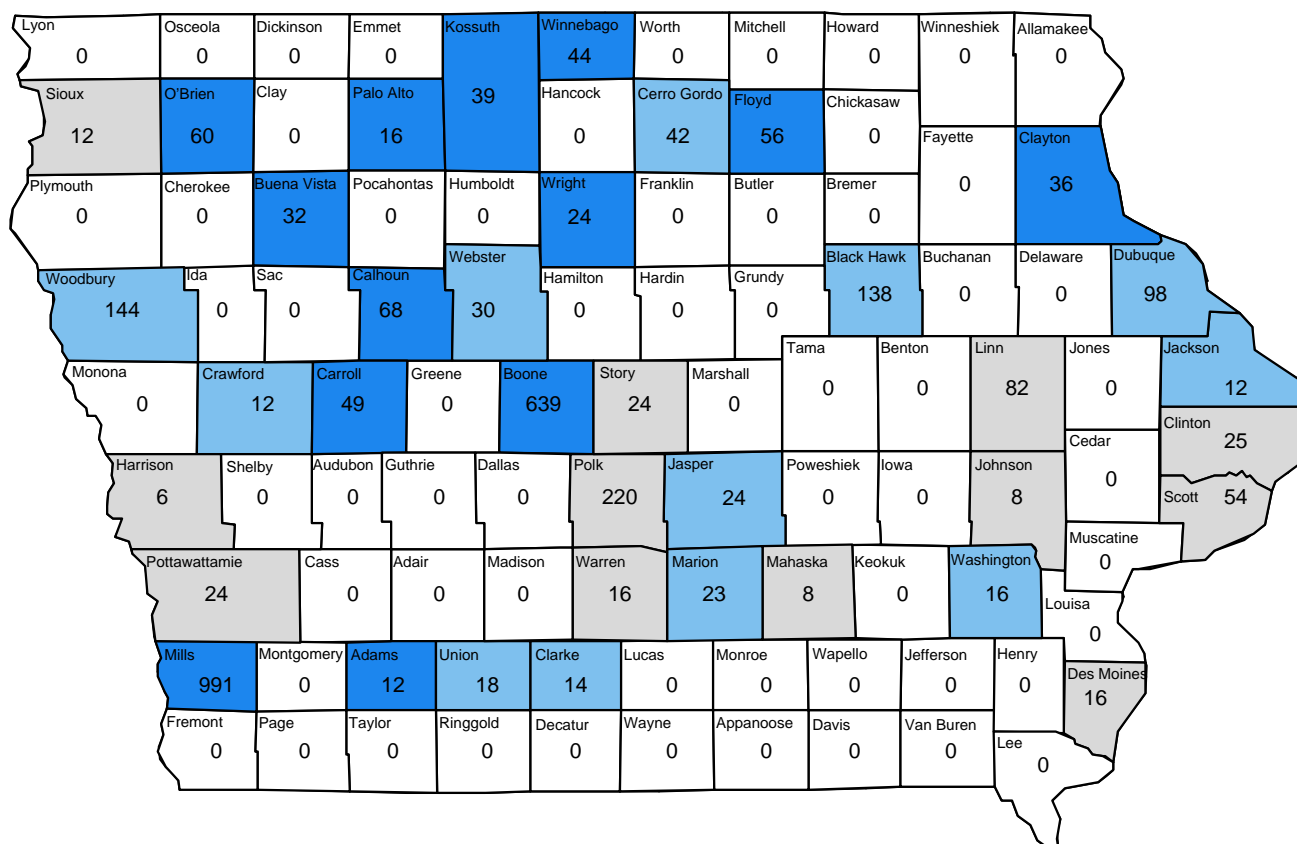 Lyon Osceola Dickinson Emmet Kossuth Winnebago Worth Mitchell Howard Winneshiek Allamakee
0 0 0 0 39 44 0 0 0 0 0
Sioux O'Brien Clay Palo Alto Hancock Cerro Gordo Floyd Chickasaw
12 60 0 16 0 42 56 0
Fayette Clayton
0 36
Plymouth Cherokee Buena Vista Pocahontas Humboldt Wright Franklin Butler Bremer
0 0 32 0 0 24 0 0 0
Woodbury Ida Sac Calhoun Webster Hamilton Hardin Grundy Black Hawk Buchanan Delaware Dubuque
144 0 0 68 30 0 0 0 138 0 0 98
Monona Crawford Carroll Greene Boone Story Marshall Tama Benton Linn Jones Jackson
0 12 49 0 639 24 0 0 0 82 0 12
Clinton
25
Cedar
0
Harrison Shelby Audubon Guthrie Dallas Polk Jasper Poweshiek Iowa Johnson Scott
6 0 0 0 0 220 24 0 0 8 54
Muscatine
0
Pottawattamie Cass Adair Madison Warren Marion Mahaska Keokuk Washington Louisa
24 0 0 0 16 23 8 0 16 0
Mills Montgomery Adams Union Clarke Lucas Monroe Wapello Jefferson Henry Des Moines
991 0 12 18 14 0 0 0 0 0 16
Fremont Page Taylor Ringgold Decatur Wayne Appanoose Davis Van Buren Lee
0 0 0 0 0 0 0 0 0 0